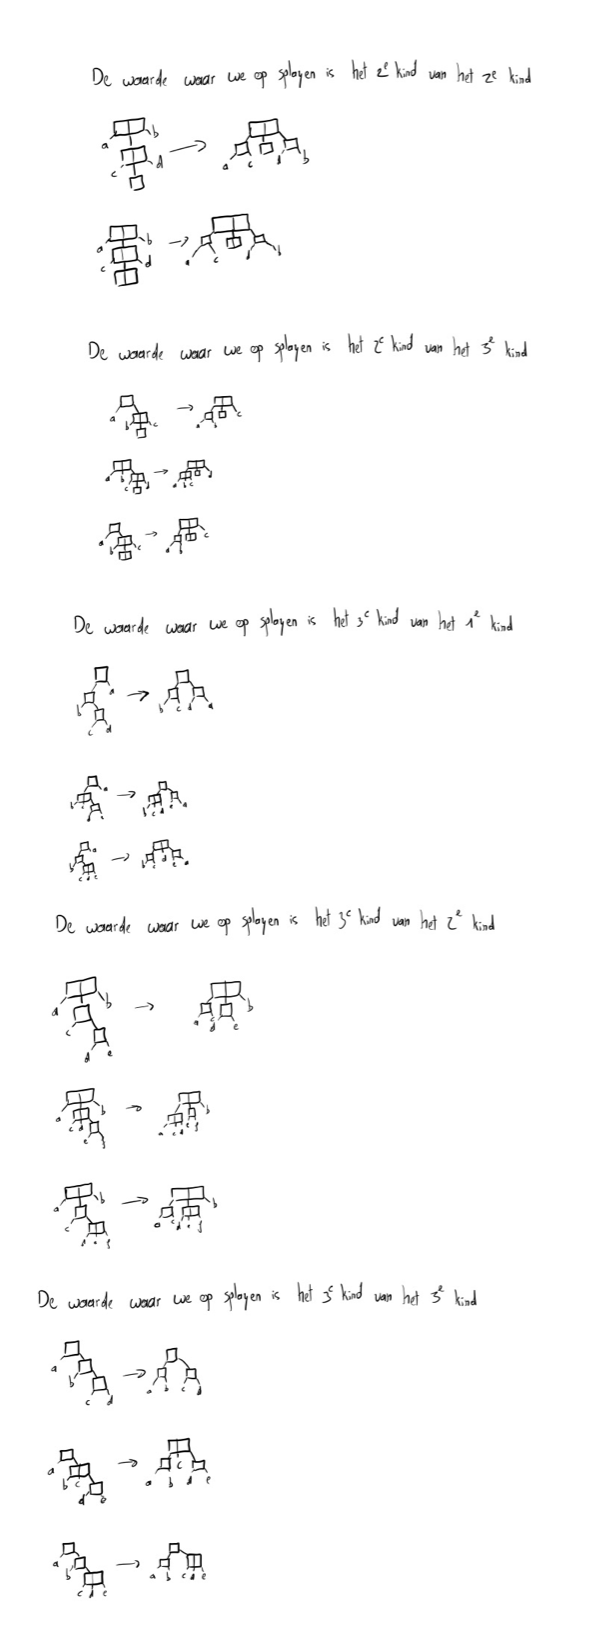 De waarde waar we op splayen is het 2e kind van het 2e kind
a b
c d
a c d b
a b
c d
a c d b
De waarde waar we op splayen is het 2e kind van het 3e kind
a b c
a b c
a b c d
a b c d
a b c
a b c
De waarde waar we op splayen is het 3e kind van het 1e kind
a
b
c d
b c d a
a
b c
d e
b c d e a
a
b
c d e
b c d e a
De waarde waar we op splayen is het 3e kind van het 2e kind
a b
c
d e
a c d e b
a b
c d
e f
a c d e f b
a b
c
d e f
a c d e f b
De waarde waar we op splayen is het 3e kind van het 3e kind
a
b
c d
a b c d
a
b c
d e
a b c d e
a
b
c d e
a b c d e